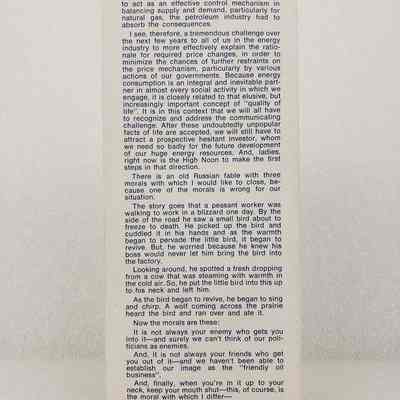 to act as an effective control mechanism in
balancing supply and demand, particularly for
natural gas, the petroleum industry had to
absorb the consequences.
I see, therefore, a tremendous challenge over
the next few years to all of us in the energy
industry to more effectively explain the ratio-
nale for required price changes, in order to
minimize the chances of further restraints on
the price mechanism, particularly by various
actions of our governments. Because energy
consumption is an integral and inevitable part-
ner in almost every social activity in which we
engage, it is closely related to that elusive, but
increasingly important concept of "quality of
life". It is in this context that we will all have
to recognize and address the communicating
challenge. After these undoubtedly unpopular
facts of life are accepted, we will still have to
attract a prospective hesitant investor, whom
we need so badly for the future development
of our huge energy resources. And, ladies,
right now is the High Noon to make the first
steps in that direction.
There is an old Russian fable with three
morals with which I would like to close, be-
cause one of the morals is wrong for our
situation.
The story goes that a peasant worker was
walking to work in a blizzard one day. By the
side of the road he saw a small bird about to
freeze to death. He picked up the bird and
cuddled it in his hands and as the warmth
began to pervade the little bird, it began to
revive. But, he worried because he knew his
boss would never let him bring the bird into
the factory.
Looking around, he spotted a fresh dropping
from a cow that was steaming with warmth in
the cold air. So, he put the little bird into this up
to his neck and left him.
As the bird began to revive, he began to sing
and chirp. A wolf coming across the prairie
heard the bird and ran over and ate it.
Now the morals are these:
It is not always your enemy who gets you
into it—and surely we can't think of our pol-
iticians as enemies.
And, it is not always your friends who get
you out of it—and we haven't been able to
establish our image as the "friendly oil
business".
And, finally, when you're in it up to your
neck, keep your mouth shut—this, of course, is
the moral with which I differ—